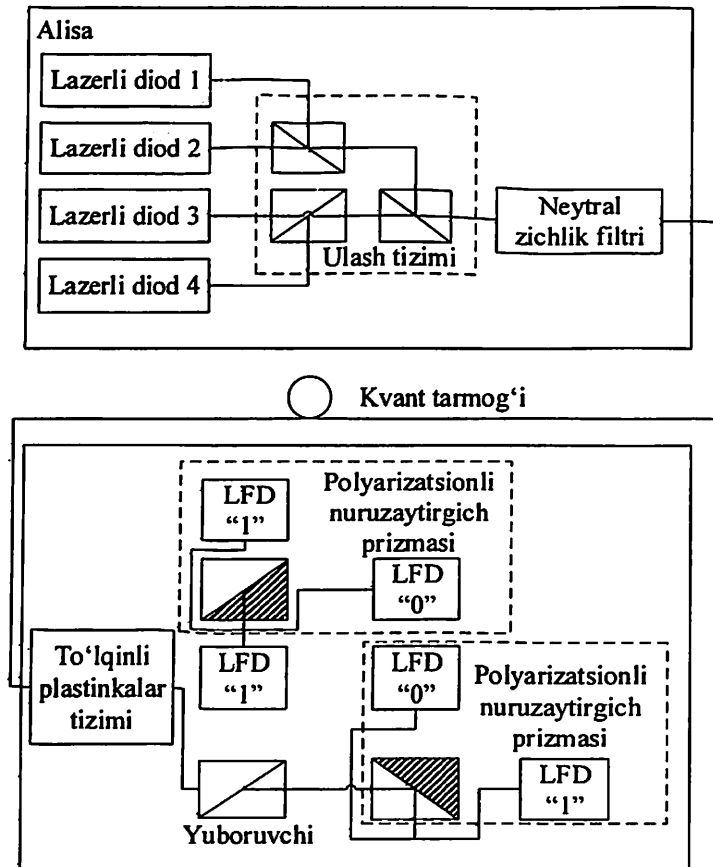 Alisa
Lazerli diod 1
Lazerli diod 2
Lazerli diod 3
Lazerli diod 4
Ulash tizimi
Neytral
zichlik filtri
Kvant tarmog‘i
LFD
“1”
Polyarizatsionli
nuruzaytirgich
prizmasi
LFD
“0”
To‘lqinli
plastinkalar
tizimi
LFD
“1”
LFD
“0”
Polyarizatsionli
nuruzaytirgich
prizmasi
LFD
“1”
Yuboruvchi